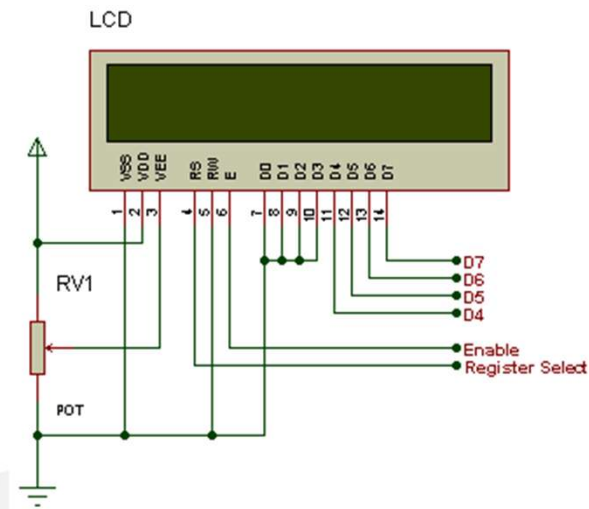 LCD
VSS
VDD
VEE
RS
RW
E
D0
D1
D2
D3
D4
D5
D6
D7
1
2
3
4
5
6
7
8
9
10
11
12
13
14
D7
D6
D5
D4
Enable
Register Select
RV1
POT